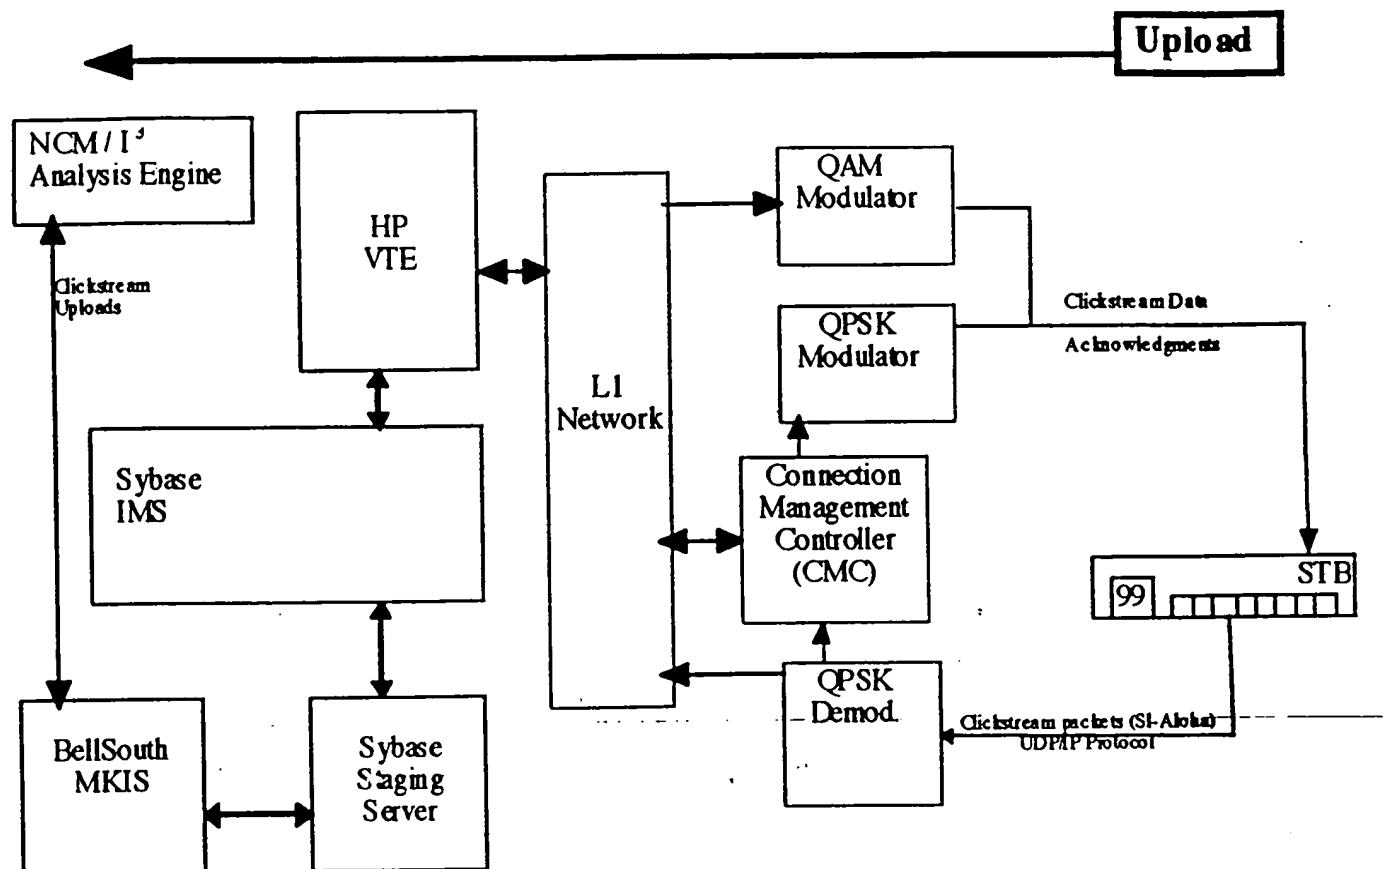 Upload
NCM / I³
Analysis Engine
HP
VTE
QAM
Modulator
Clickstream
Uploads
QPSK
Modulator
Clickstream Data
Acknowledgments
L1
Network
Sybase
IMS
Connection
Management
Controller
(CMC)
STB
99
QPSK
Demod.
Clickstream packets (Sl-Aloha)
UDP/IP Protocol
BellSouth
MKIS
Sybase
Staging
Server